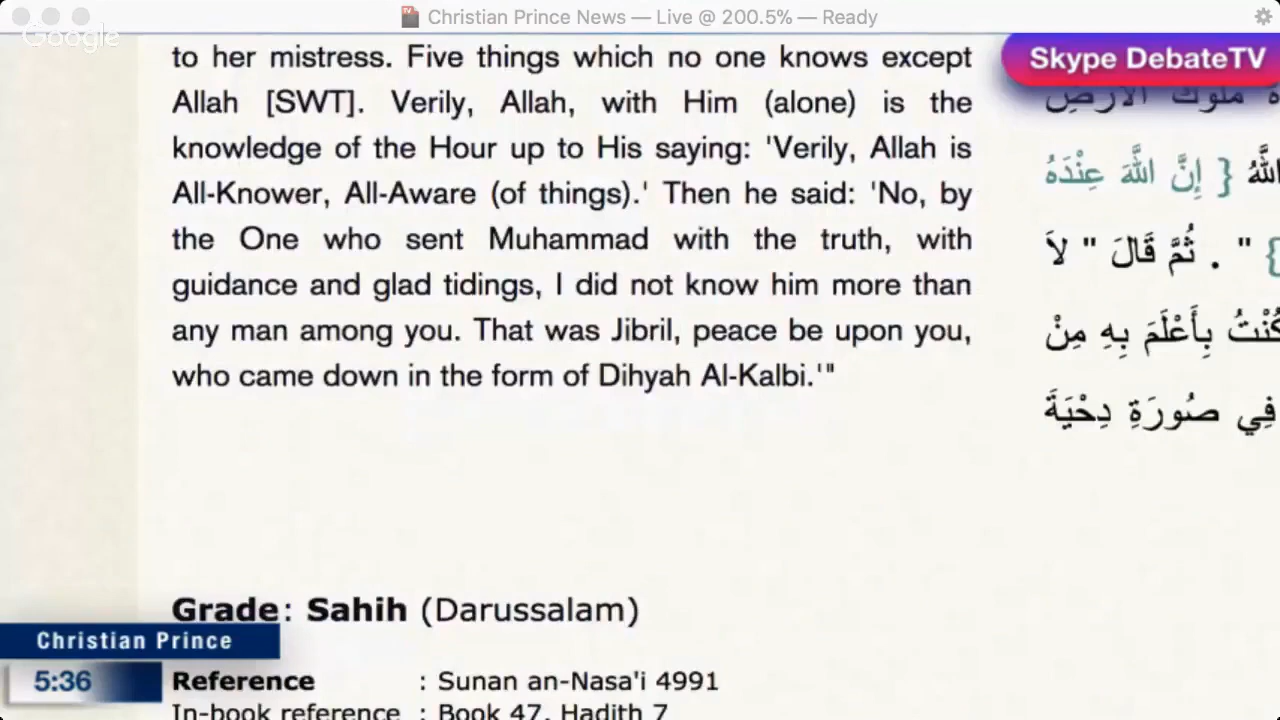 Christian Prince News — Live @ 200.5% — Ready
Google
Skype DebateTV
to her mistress. Five things which no one knows except
Allah [SWT]. Verily, Allah, with Him (alone) is the
knowledge of the Hour up to His saying: 'Verily, Allah is
All-Knower, All-Aware (of things).' Then he said: 'No, by
the One who sent Muhammad with the truth, with
guidance and glad tidings, I did not know him more than
any man among you. That was Jibril, peace be upon you,
who came down in the form of Dihyah Al-Kalbi.'"
مُلُوكَ الأَرْضِ
اللَّهُ { إِنَّ اللَّهَ عِنْدَهُ
} " . ثُمَّ قَالَ " لاَ
كُنْتُ بِأَعْلَمَ بِهِ مِنْ
فِي صُورَةِ دِحْيَةَ
Grade: Sahih (Darussalam)
Christian Prince
5:36
Reference : Sunan an-Nasa'i 4991
In-book reference : Book 47, Hadith 7